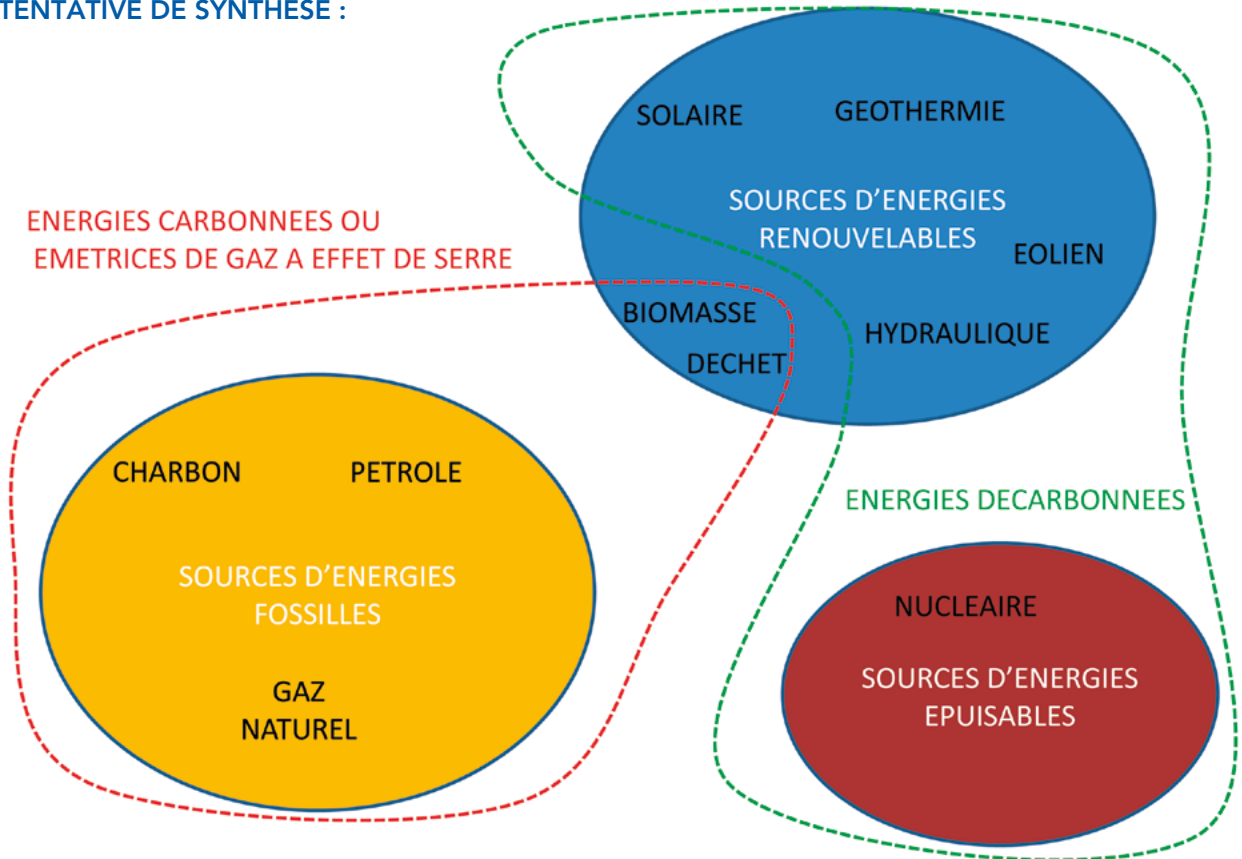 TENTATIVE DE SYNTHESE :
SOLAIRE
GEOTHERMIE
SOURCES D'ENERGIES
RENOUVELABLES
EOLIEN
BIOMASSE
DECHET
HYDRAULIQUE
ENERGIES CARBONNEES OU
EMETRICES DE GAZ A EFFET DE SERRE
CHARBON
PETROLE
SOURCES D'ENERGIES
FOSSILLES
GAZ
NATUREL
ENERGIES DECARBONNEES
NUCLEAIRE
SOURCES D'ENERGIES
EPUISABLES